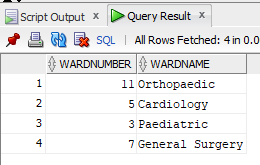 Script Output × Query Result ×
SQL | All Rows Fetched: 4 in 0.0
WARDNUMBER WARDNAME
1 11 Orthopaedic
2 5 Cardiology
3 3 Paediatric
4 7 General Surgery